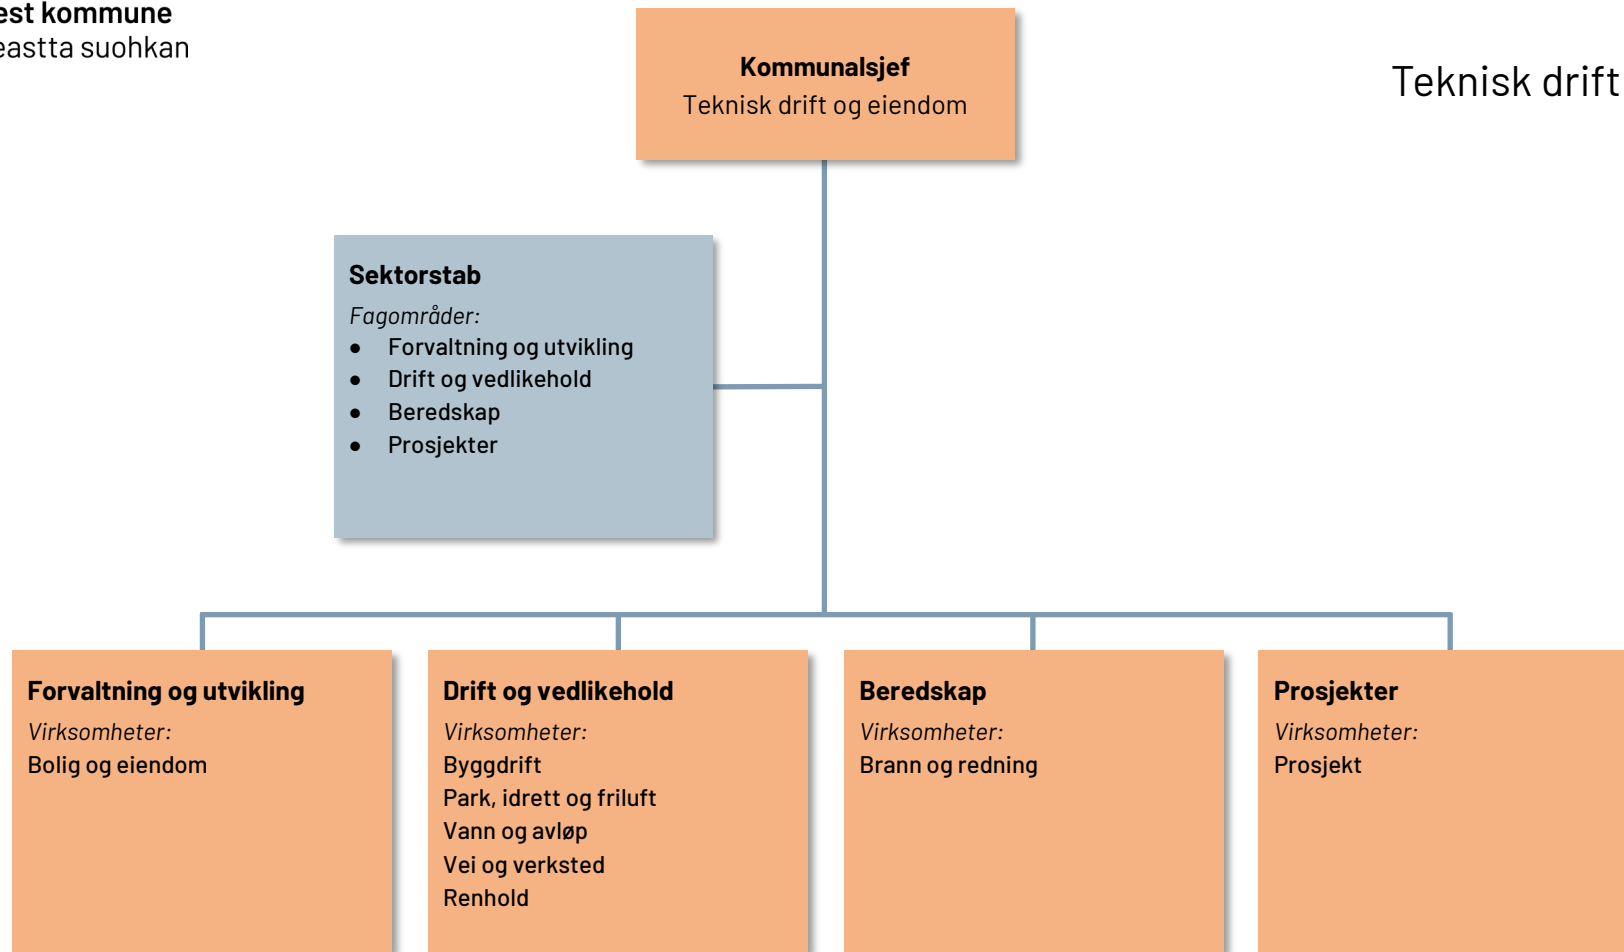 est kommune
eastta suohkan
Teknisk drift
Kommunalsjef
Teknisk drift og eiendom
Sektorstab
Fagområder:
● Forvaltning og utvikling
● Drift og vedlikehold
● Beredskap
● Prosjekter
Forvaltning og utvikling
Virksomheter:
Bolig og eiendom
Drift og vedlikehold
Virksomheter:
Byggdrift
Park, idrett og friluft
Vann og avløp
Vei og verksted
Renhold
Beredskap
Virksomheter:
Brann og redning
Prosjekter
Virksomheter:
Prosjekt